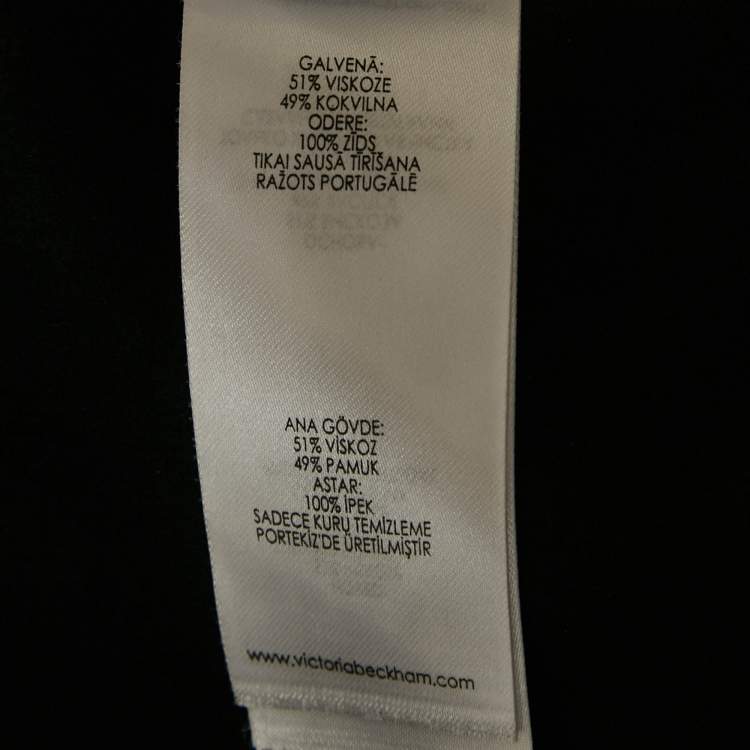 GALVENĀ:
51% VISKOZE
49% KOKVILNA
ODERE:
100% ZĪDS
TIKAI SAUSĀ TĪRĪŠANA
RAŽOTS PORTUGĀLĒ
ANA GÖVDE:
51% VİSKOZ
49% PAMUK
ASTAR:
100% İPEK
SADECE KURU TEMİZLEME
PORTEKİZ'DE ÜRETİLMİŞTİR
www.victoriabeckham.com